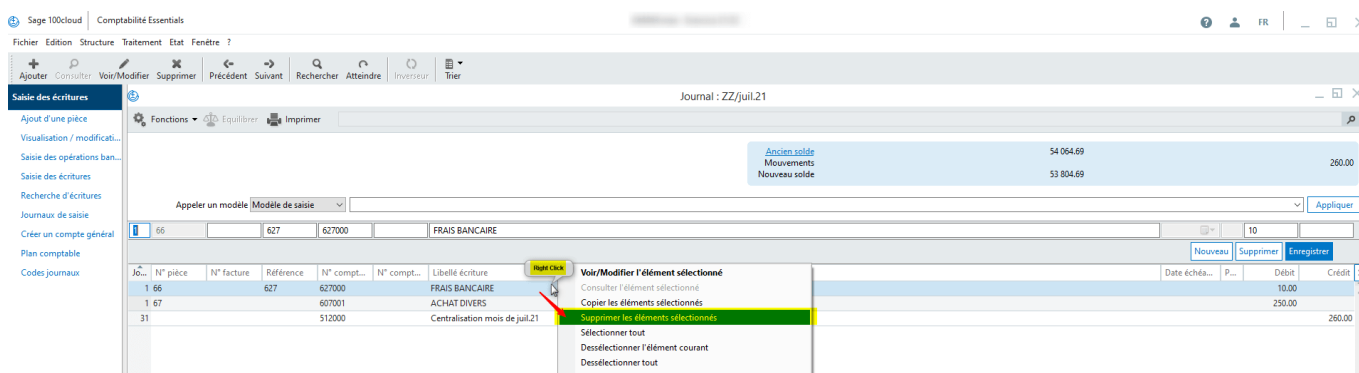 Sage 100cloud Comptabilité Essentials FR
Fichier Edition Structure Traitement Etat Fenêtre ?
Ajouter Consulter Voir/Modifier Supprimer Précédent Suivant Rechercher Atteindre Inverseur Trier
Saisie des écritures Journal : ZZ/juil.21
Ajout d'une pièce Fonctions Equilibrer Imprimer
Visualisation / modificati...
Saisie des opérations ban... Ancien solde 54 064.69
Mouvements 260.00
Saisie des écritures Nouveau solde 53 804.69
Recherche d'écritures
Journaux de saisie Appeler un modèle Modèle de saisie Appliquer
Créer un compte général 1 66 627 627000 FRAIS BANCAIRE 10
Plan comptable Nouveau Supprimer Enregistrer
Codes journaux Jo... N° pièce N° facture Référence N° compt... N° compt... Libellé écriture Right Click Voir/Modifier l'élément sélectionné Date échéa... P... Débit Crédit
1 66 627 627000 FRAIS BANCAIRE Consulter l'élément sélectionné 10.00
1 67 607001 ACHAT DIVERS Copier les éléments sélectionnés 250.00
31 512000 Centralisation mois de juil.21 Supprimer les éléments sélectionnés 260.00
Sélectionner tout
Dessélectionner l'élément courant
Dessélectionner tout